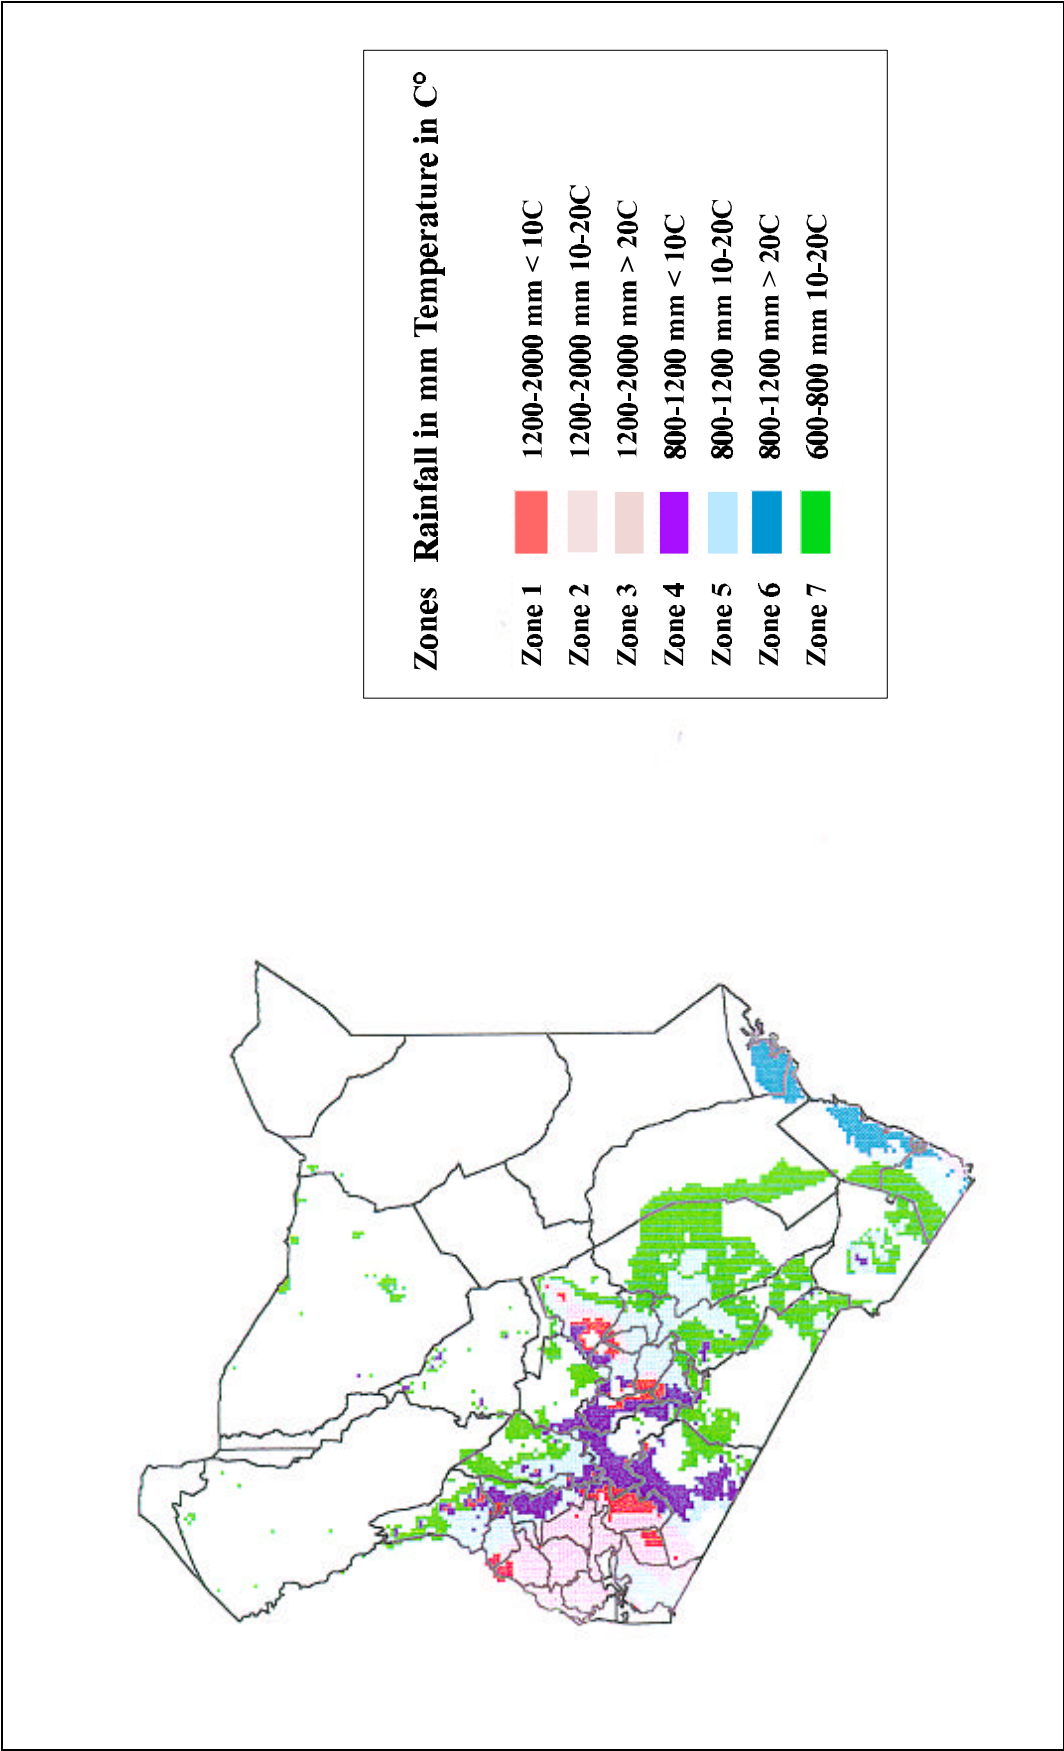 Zones Rainfall in mm Temperature in C°
Zone 1 1200-2000 mm < 10C
Zone 2 1200-2000 mm 10-20C
Zone 3 1200-2000 mm > 20C
Zone 4 800-1200 mm < 10C
Zone 5 800-1200 mm 10-20C
Zone 6 800-1200 mm > 20C
Zone 7 600-800 mm 10-20C